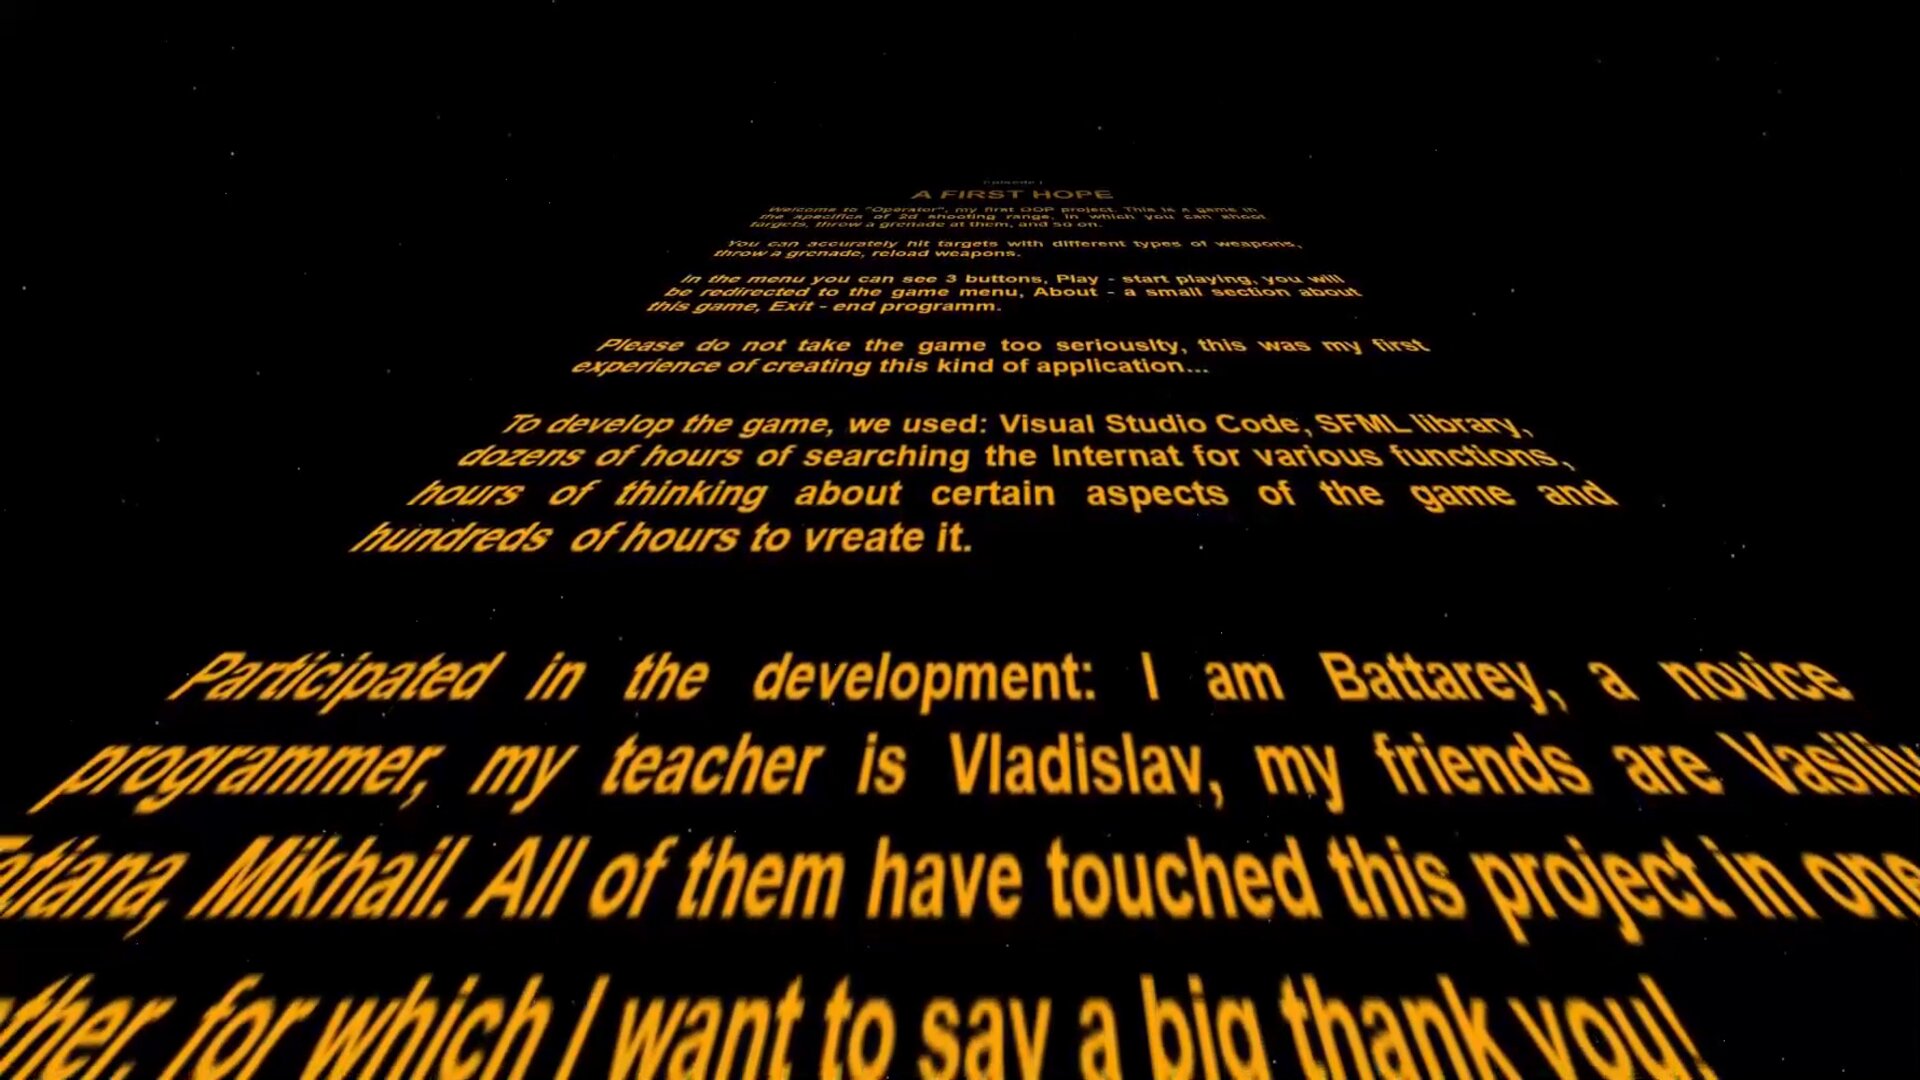 Episode I
A FIRST HOPE
Welcome to "Operator", my first OOP project. This is a game in
the specifics of 2d shooting range, in which you can shoot
targets, throw a grenade at them, and so on.
You can accurately hit targets with different types of weapons,
throw a grenade, reload weapons.
In the menu you can see 3 buttons, Play - start playing, you will
be redirected to the game menu, About - a small section about
this game, Exit - end programm.
Please do not take the game too seriouslty, this was my first
experience of creating this kind of application...
To develop the game, we used: Visual Studio Code, SFML library,
dozens of hours of searching the Internat for various functions,
hours of thinking about certain aspects of the game and
hundreds of hours to vreate it.
Participated in the development: I am Battarey, a novice
programmer, my teacher is Vladislav, my friends are Vasiliy
Tatiana, Mikhail. All of them have touched this project in one
ther, for which I want to say a big thank you!